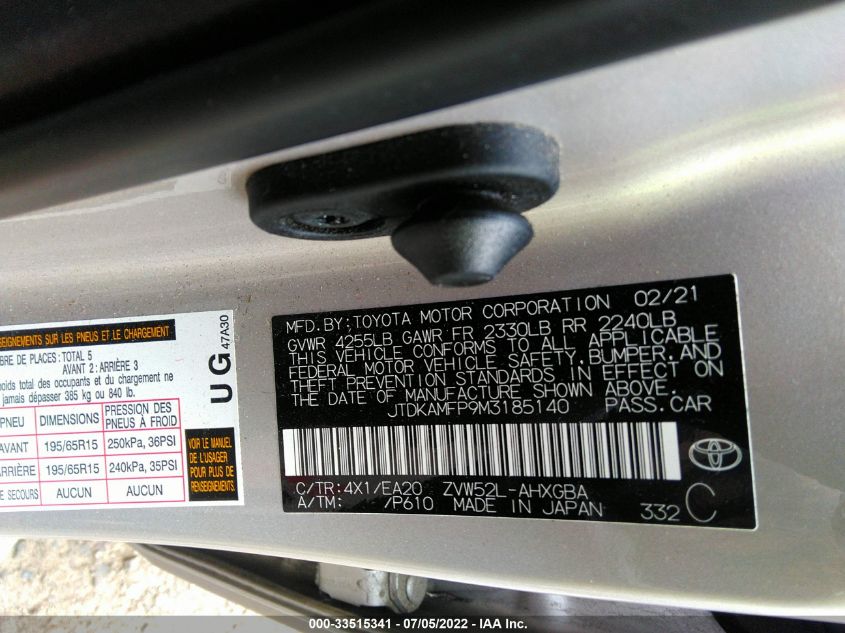 SEIGNEMENTS SUR LES PNEUS ET LE CHARGEMENT
BRE DE PLACES: TOTAL 5
AVANT 2: ARRIÈRE 3
poids total des occupants et du chargement
jamais dépasser 385 kg ou 840 lb.
PNEU DIMENSIONS PRESSION DES PNEUS À FROID
AVANT 195/65R15 250kPa, 36PSI
ARRIÈRE 195/65R15 240kPa, 35PSI
SECOURS AUCUN AUCUN
VOIR LE MANUEL
DE L'USAGER
POUR PLUS DE
RENSEIGNEMENTS
UG 47A30
MFD. BY: TOYOTA MOTOR CORPORATION 02/21
GVWR 4255LB GAWR FR 2330LB RR 2240LB
THIS VEHICLE CONFORMS TO ALL APPLICABLE
FEDERAL MOTOR VEHICLE SAFETY, BUMPER, AND
THEFT PREVENTION STANDARDS IN EFFECT ON
THE DATE OF MANUFACTURE SHOWN ABOVE.
JTDKAMFP9M3185140 PASS. CAR
C/TR: 4X1/EA20 ZVW52L-AHXGBA
A/TM: /P610 MADE IN JAPAN 332 C
000-33515341 - 07/05/2022 - IAA Inc.